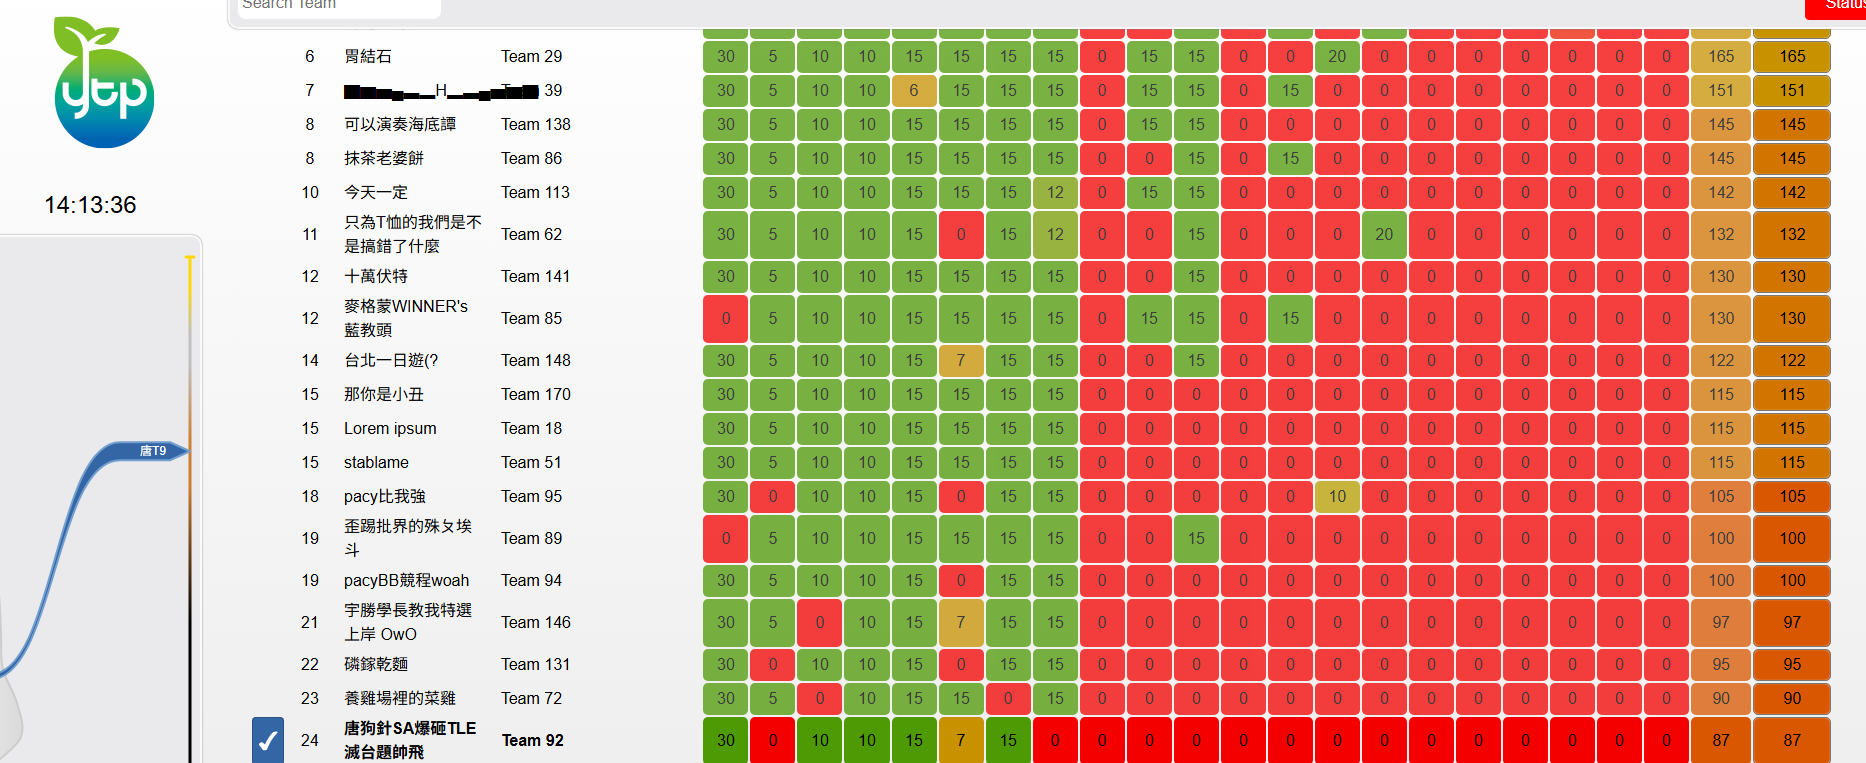 Search Team
Status
ytp
14:13:36
唐T9
6 胃結石 Team 29 30 5 10 10 15 15 15 15 0 15 15 0 0 20 0 0 0 0 0 0 0 165 165
7 ▇▆▅▄▃▂H▂▃▄▅▆▇ Team 39 30 5 10 10 6 15 15 15 0 15 15 0 15 0 0 0 0 0 0 0 0 151 151
8 可以演奏海底譚 Team 138 30 5 10 10 15 15 15 15 0 15 15 0 0 0 0 0 0 0 0 0 0 145 145
8 抹茶老婆餅 Team 86 30 5 10 10 15 15 15 15 0 0 15 0 15 0 0 0 0 0 0 0 0 145 145
10 今天一定 Team 113 30 5 10 10 15 15 15 12 0 15 15 0 0 0 0 0 0 0 0 0 0 142 142
11 只為T恤的我們是不
是搞錯了什麼 Team 62 30 5 10 10 15 0 15 12 0 0 15 0 0 0 20 0 0 0 0 0 0 132 132
12 十萬伏特 Team 141 30 5 10 10 15 15 15 15 0 0 15 0 0 0 0 0 0 0 0 0 0 130 130
12 麥格蒙WINNER's
藍教頭 Team 85 0 5 10 10 15 15 15 15 0 15 15 0 15 0 0 0 0 0 0 0 0 130 130
14 台北一日遊(? Team 148 30 5 10 10 15 7 15 15 0 0 15 0 0 0 0 0 0 0 0 0 0 122 122
15 那你是小丑 Team 170 30 5 10 10 15 15 15 15 0 0 0 0 0 0 0 0 0 0 0 0 0 115 115
15 Lorem ipsum Team 18 30 5 10 10 15 15 15 15 0 0 0 0 0 0 0 0 0 0 0 0 0 115 115
15 stablame Team 51 30 5 10 10 15 15 15 15 0 0 0 0 0 0 0 0 0 0 0 0 0 115 115
18 pacy比我強 Team 95 30 0 10 10 15 0 15 15 0 0 0 0 0 10 0 0 0 0 0 0 0 105 105
19 歪踢批界的殊ㄆ埃
斗 Team 89 0 5 10 10 15 15 15 15 0 0 15 0 0 0 0 0 0 0 0 0 0 100 100
19 pacyBB競程woah Team 94 30 5 10 10 15 0 15 15 0 0 0 0 0 0 0 0 0 0 0 0 0 100 100
21 宇勝學長教我特選
上岸 OwO Team 146 30 5 0 10 15 7 15 15 0 0 0 0 0 0 0 0 0 0 0 0 0 97 97
22 磷鎵乾麵 Team 131 30 0 10 10 15 0 15 15 0 0 0 0 0 0 0 0 0 0 0 0 0 95 95
23 養雞場裡的菜雞 Team 72 30 5 0 10 15 15 0 15 0 0 0 0 0 0 0 0 0 0 0 0 0 90 90
24 唐狗針SA爆砸TLE
滅台題帥飛 Team 92 30 0 10 10 15 7 15 0 0 0 0 0 0 0 0 0 0 0 0 0 0 87 87